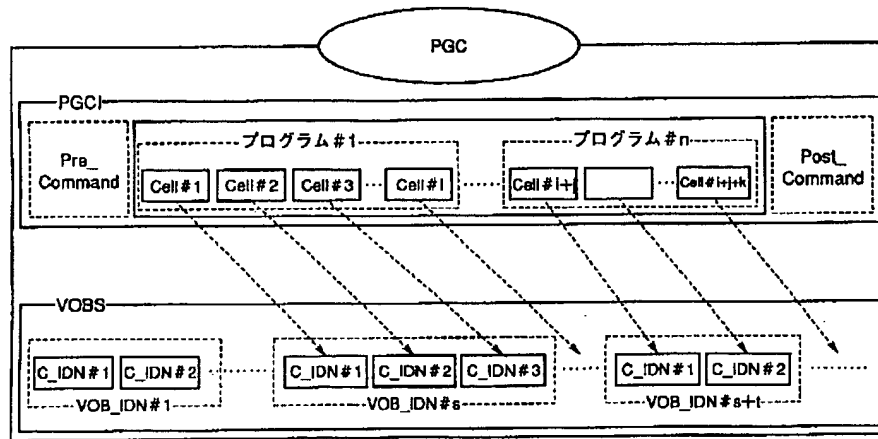 PGC
PGCI
Pre_
Command
プログラム#1
Cell#1 Cell#2 Cell#3 ... Cell#i ......
プログラム#n
Cell#i+j ... Cell#i+j+k
Post_
Command
VOBS
C_IDN#1 C_IDN#2 ......
VOB_IDN#1
C_IDN#1 C_IDN#2 C_IDN#3 ......
VOB_IDN#s
C_IDN#1 C_IDN#2 ......
VOB_IDN#s+t